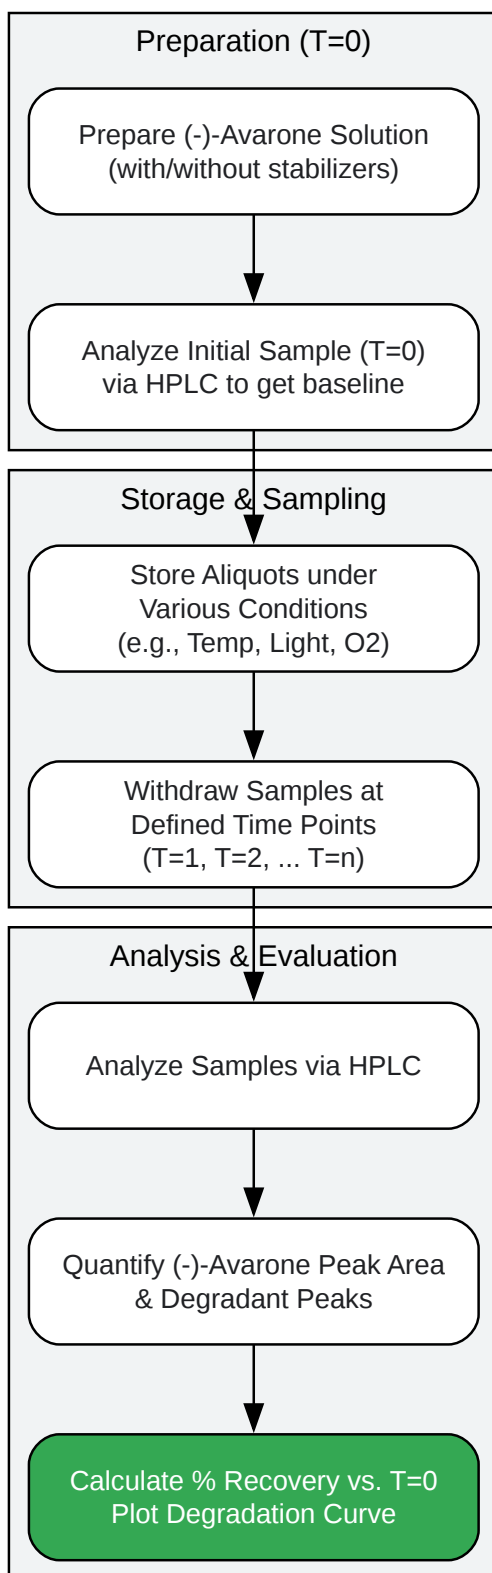 Preparation (T=0)
Prepare (-)-Avarone Solution
(with/without stabilizers)
Analyze Initial Sample (T=0)
via HPLC to get baseline
Storage & Sampling
Store Aliquots under
Various Conditions
(e.g., Temp, Light, O2)
Withdraw Samples at
Defined Time Points
(T=1, T=2, ... T=n)
Analysis & Evaluation
Analyze Samples via HPLC
Quantify (-)-Avarone Peak Area
& Degradant Peaks
Calculate % Recovery vs. T=0
Plot Degradation Curve